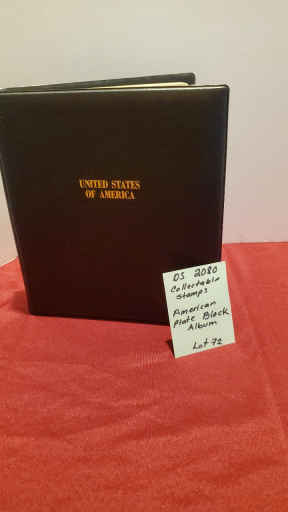 UNITED STATES
OF AMERICA
DS 2080
Collectable
Stamps
American
Plate Block
Album
Lot 72